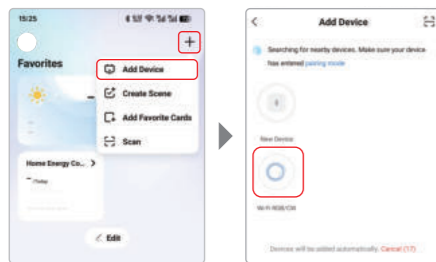 15:25
Favorites
Add Device
Create Scene
Add Favorite Cards
Scan
Home Energy Co... >
Edit
Add Device
Searching for nearby devices. Make sure your device
has entered pairing mode
New Device
Wi-Fi RGB/CW
Devices will be added automatically. Cancel (17)